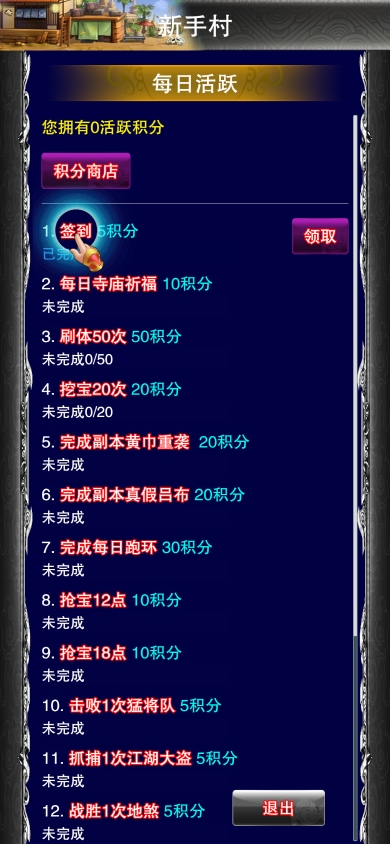 新手村
每日活跃
您拥有0活跃积分
积分商店
1. 签到 5积分
领取
已完
2. 每日寺庙祈福 10积分
未完成
3. 刷体50次 50积分
未完成0/50
4. 挖宝20次 20积分
未完成0/20
5. 完成副本黄巾重袭 20积分
未完成
6. 完成副本真假吕布 20积分
未完成
7. 完成每日跑环 30积分
未完成
8. 抢宝12点 10积分
未完成
9. 抢宝18点 10积分
未完成
10. 击败1次猛将队 5积分
未完成
11. 抓捕1次江湖大盗 5积分
未完成
12. 战胜1次地煞 5积分
退出
未完成